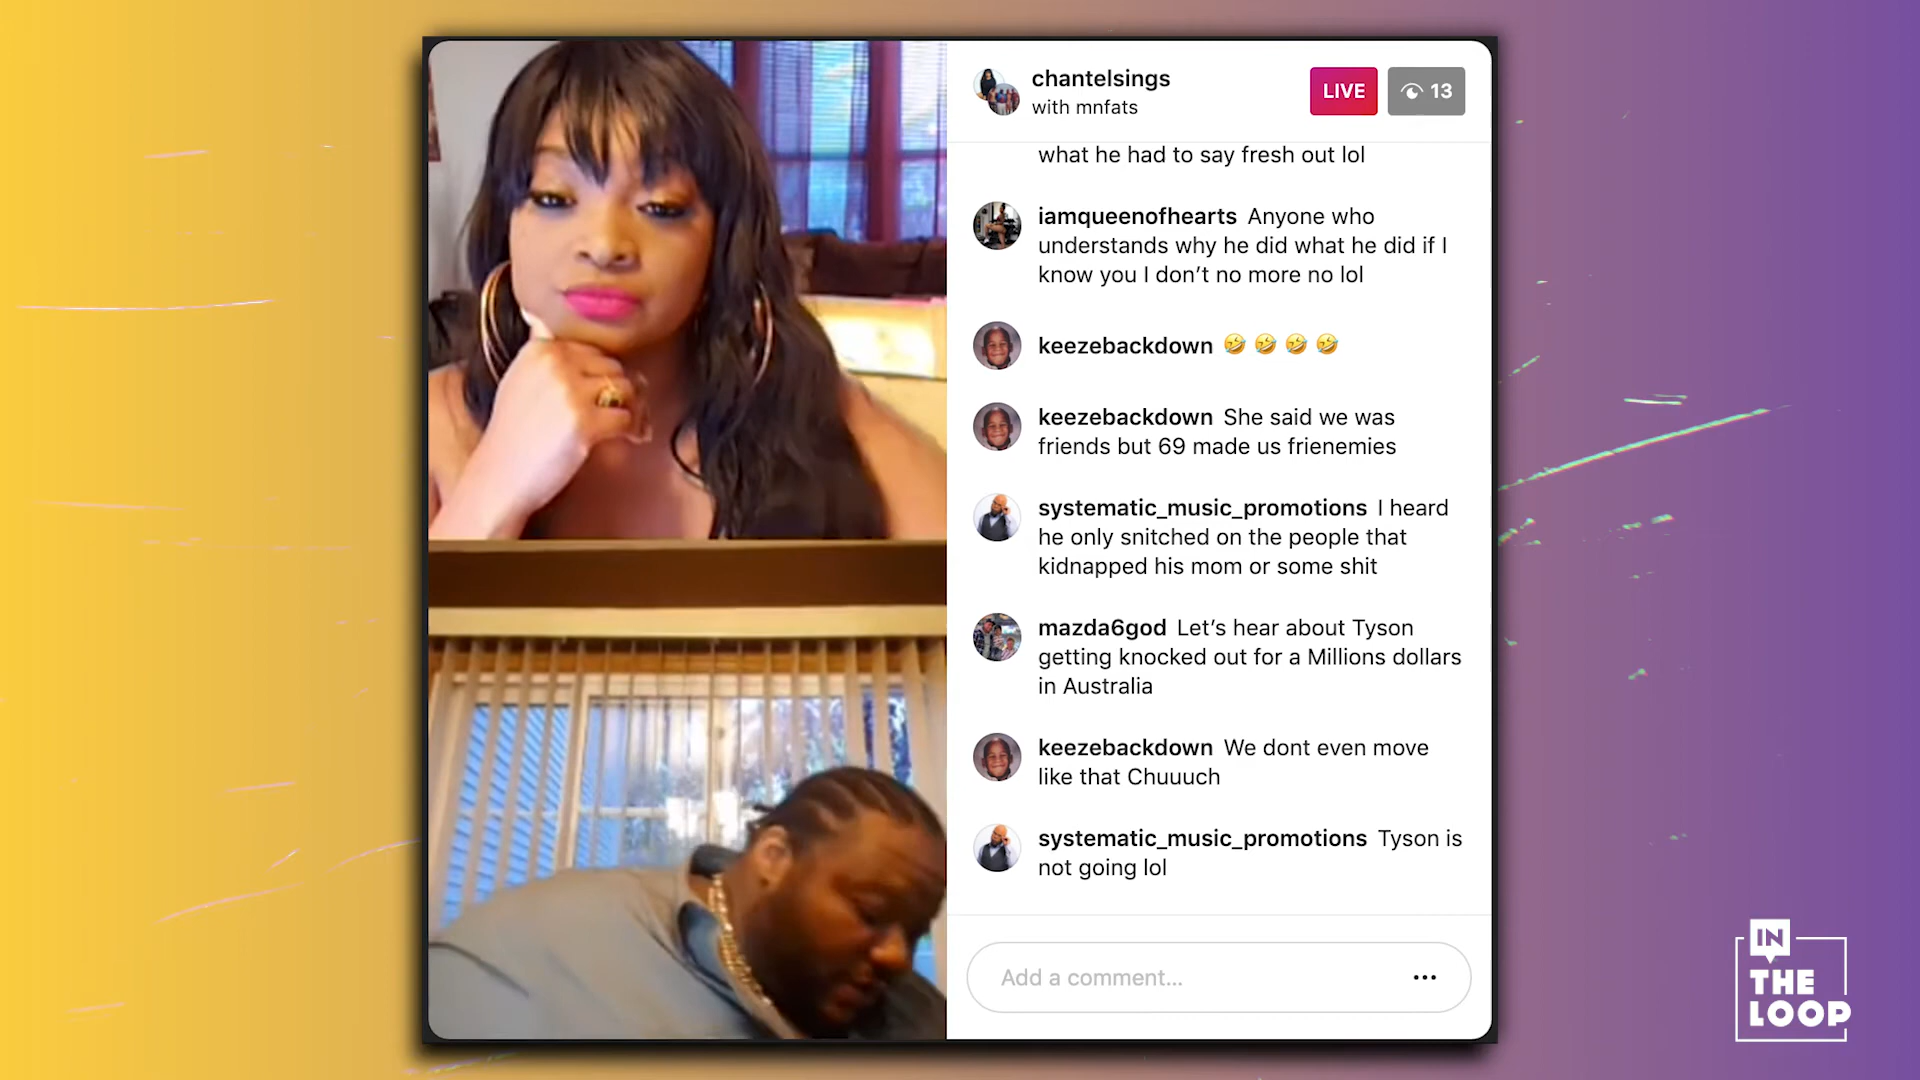 chantelsings
with mnfats
LIVE
13
what he had to say fresh out lol
iamqueenofhearts Anyone who
understands why he did what he did if I
know you I don’t no more no lol
keezebackdown 🤣 🤣 🤣 🤣
keezebackdown She said we was
friends but 69 made us frienemies
systematic_music_promotions I heard
he only snitched on the people that
kidnapped his mom or some shit
mazda6god Let’s hear about Tyson
getting knocked out for a Millions dollars
in Australia
keezebackdown We dont even move
like that Chuuuch
systematic_music_promotions Tyson is
not going lol
Add a comment...
IN
THE
LOOP